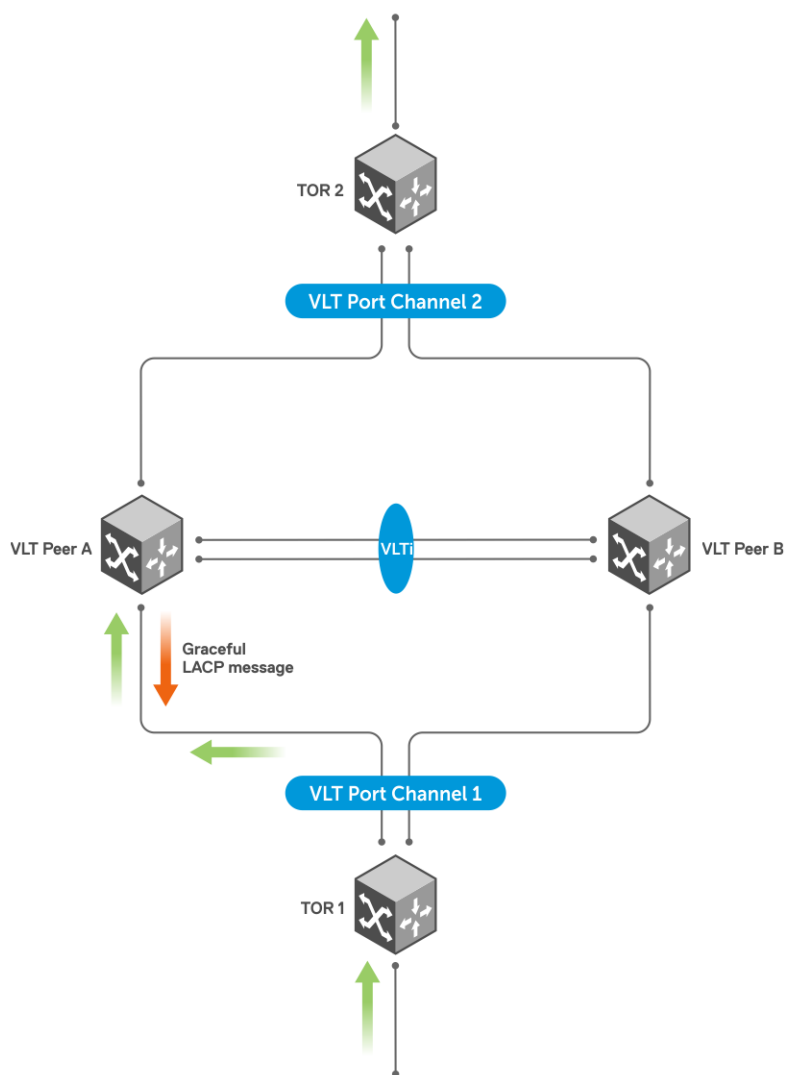 TOR 2
VLT Port Channel 2
VLT Peer A
VLTi
VLT Peer B
Graceful
LACP message
VLT Port Channel 1
TOR 1